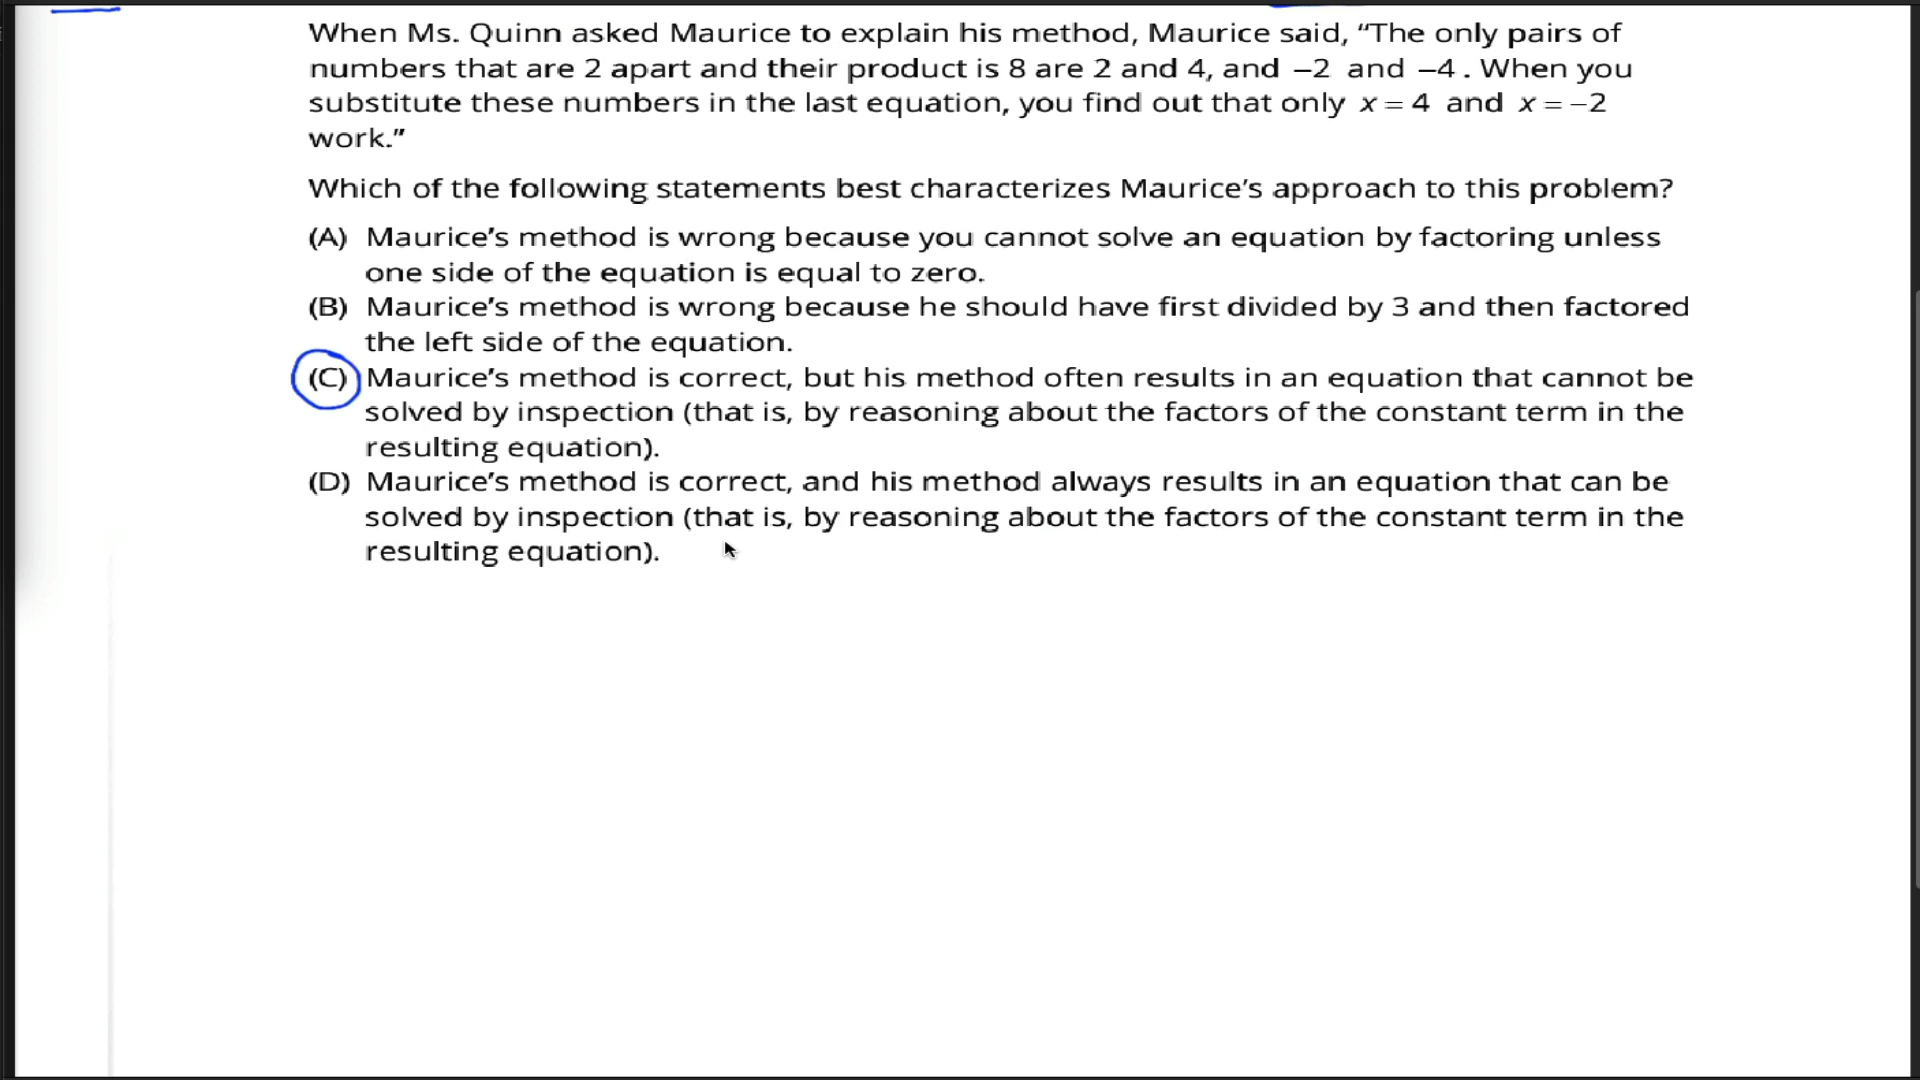 When Ms. Quinn asked Maurice to explain his method, Maurice said, “The only pairs of
numbers that are 2 apart and their product is 8 are 2 and 4, and −2 and −4. When you
substitute these numbers in the last equation, you find out that only x = 4 and x = −2
work.”
Which of the following statements best characterizes Maurice’s approach to this problem?
(A) Maurice’s method is wrong because you cannot solve an equation by factoring unless
one side of the equation is equal to zero.
(B) Maurice’s method is wrong because he should have first divided by 3 and then factored
the left side of the equation.
(C) Maurice’s method is correct, but his method often results in an equation that cannot be
solved by inspection (that is, by reasoning about the factors of the constant term in the
resulting equation).
(D) Maurice’s method is correct, and his method always results in an equation that can be
solved by inspection (that is, by reasoning about the factors of the constant term in the
resulting equation).